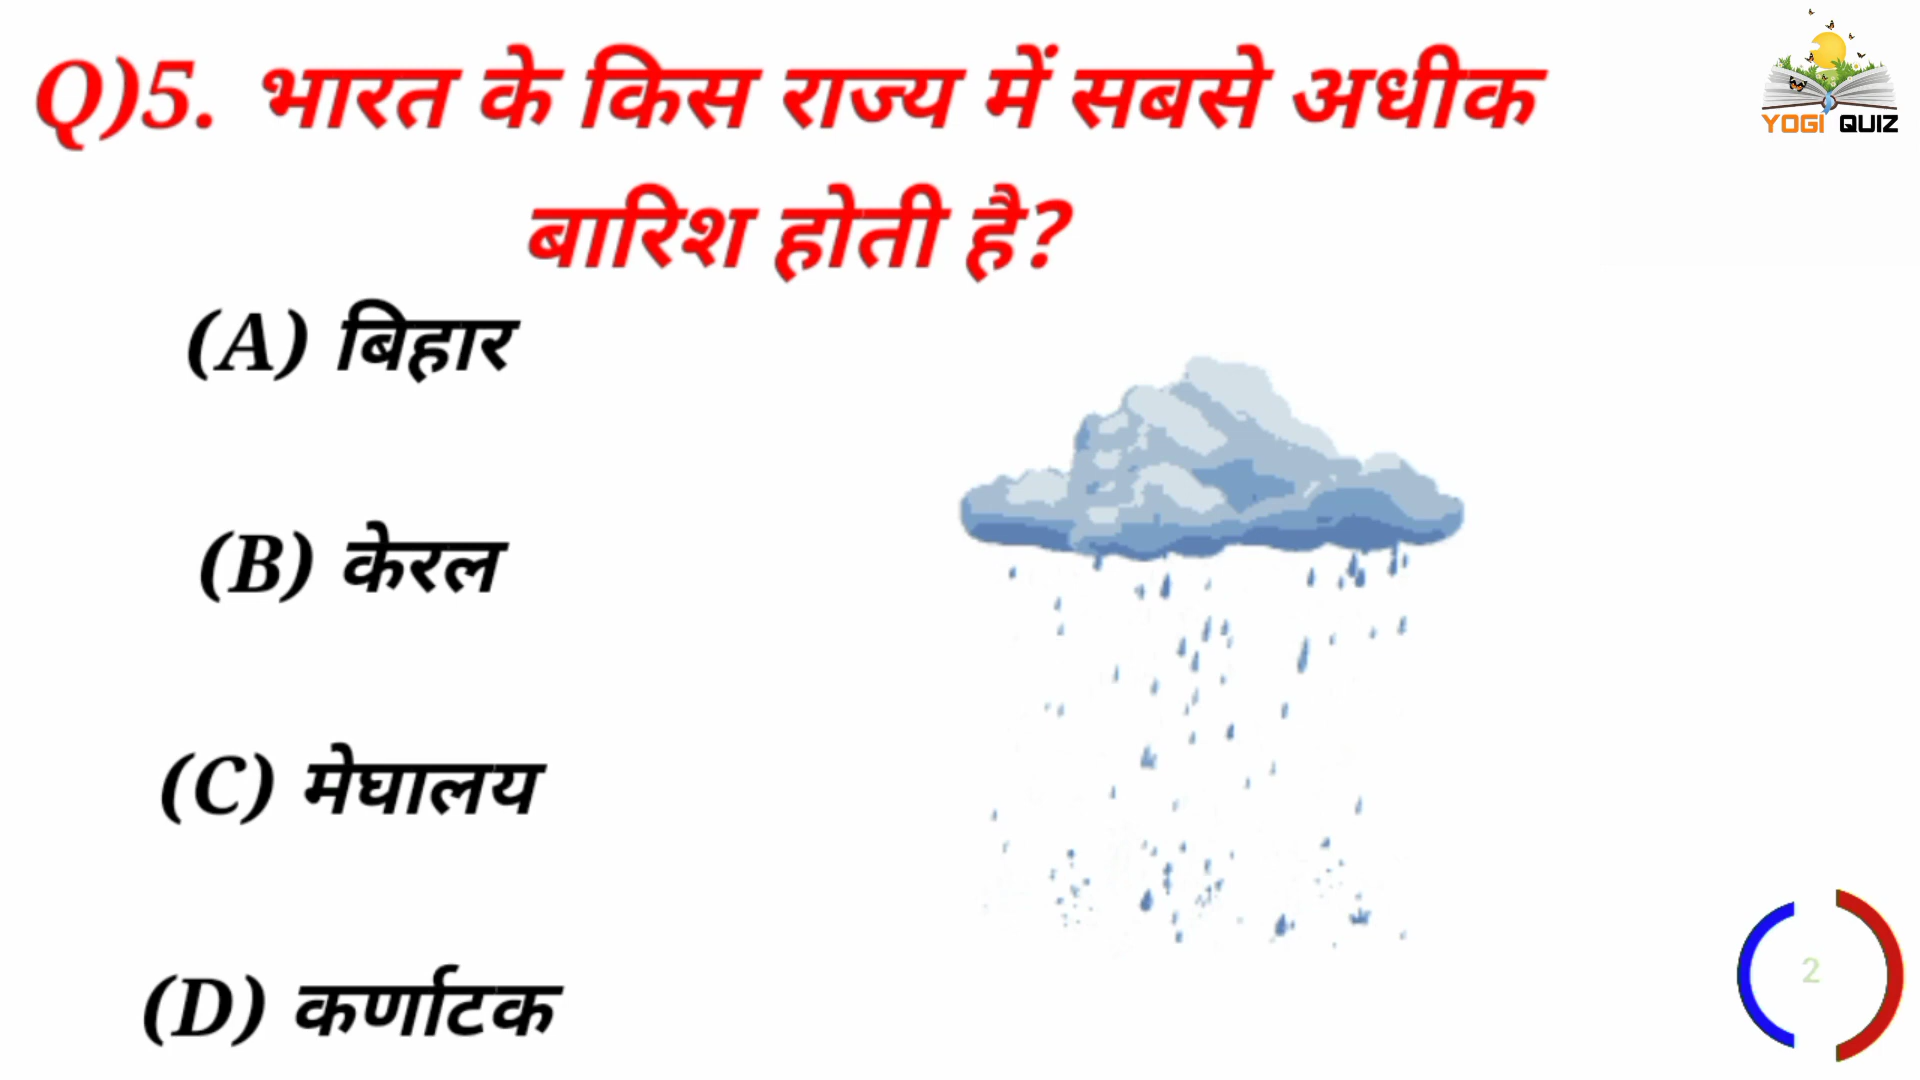 Q)5. भारत के किस राज्य में सबसे अधीक
बारिश होती है?
YOGI QUIZ
(A) बिहार
(B) केरल
(C) मेघालय
(D) कर्णाटक
2